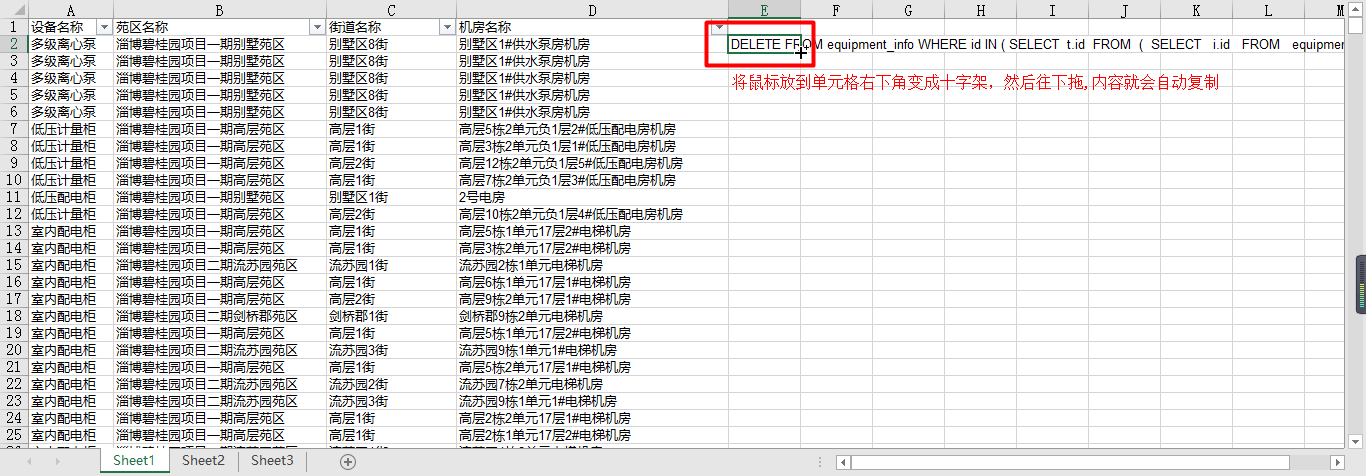 A B C D E F G H I J K L M
1 设备名称 苑区名称 街道名称 机房名称
2 多级离心泵 淄博碧桂园项目一期别墅苑区 别墅区8街 别墅区1#供水泵房机房 DELETE FROM equipment_info WHERE id IN ( SELECT t.id FROM ( SELECT i.id FROM equipmen
3 多级离心泵 淄博碧桂园项目一期别墅苑区 别墅区8街 别墅区1#供水泵房机房
将鼠标放到单元格右下角变成十字架，然后往下拖,内容就会自动复制
4 多级离心泵 淄博碧桂园项目一期别墅苑区 别墅区8街 别墅区1#供水泵房机房
5 多级离心泵 淄博碧桂园项目一期别墅苑区 别墅区8街 别墅区1#供水泵房机房
6 多级离心泵 淄博碧桂园项目一期别墅苑区 别墅区8街 别墅区1#供水泵房机房
7 低压计量柜 淄博碧桂园项目一期高层苑区 高层1街 高层5栋2单元负1层2#低压配电房机房
8 低压计量柜 淄博碧桂园项目一期高层苑区 高层1街 高层3栋2单元负1层1#低压配电房机房
9 低压计量柜 淄博碧桂园项目一期高层苑区 高层2街 高层12栋2单元负1层5#低压配电房机房
10 低压计量柜 淄博碧桂园项目一期高层苑区 高层1街 高层7栋2单元负1层3#低压配电房机房
11 低压配电柜 淄博碧桂园项目一期别墅苑区 别墅区1街 2号电房
12 低压计量柜 淄博碧桂园项目一期高层苑区 高层2街 高层10栋2单元负1层4#低压配电房机房
13 室内配电柜 淄博碧桂园项目一期高层苑区 高层1街 高层5栋1单元17层2#电梯机房
14 室内配电柜 淄博碧桂园项目一期高层苑区 高层1街 高层3栋2单元17层2#电梯机房
15 室内配电柜 淄博碧桂园项目二期流苏园苑区 流苏园1街 流苏园2栋1单元电梯机房
16 室内配电柜 淄博碧桂园项目一期高层苑区 高层1街 高层6栋1单元17层1#电梯机房
17 室内配电柜 淄博碧桂园项目一期高层苑区 高层2街 高层9栋2单元17层1#电梯机房
18 室内配电柜 淄博碧桂园项目二期剑桥郡苑区 剑桥郡1街 剑桥郡9栋2单元电梯机房
19 室内配电柜 淄博碧桂园项目一期高层苑区 高层1街 高层5栋1单元17层2#电梯机房
20 室内配电柜 淄博碧桂园项目二期流苏园苑区 流苏园3街 流苏园9栋1单元1#电梯机房
21 室内配电柜 淄博碧桂园项目一期高层苑区 高层1街 高层5栋2单元17层1#电梯机房
22 室内配电柜 淄博碧桂园项目二期流苏园苑区 流苏园2街 流苏园7栋2单元电梯机房
23 室内配电柜 淄博碧桂园项目二期流苏园苑区 流苏园3街 流苏园9栋1单元1#电梯机房
24 室内配电柜 淄博碧桂园项目一期高层苑区 高层1街 高层2栋2单元17层1#电梯机房
25 室内配电柜 淄博碧桂园项目一期高层苑区 高层1街 高层2栋1单元17层1#电梯机房
Sheet1 Sheet2 Sheet3